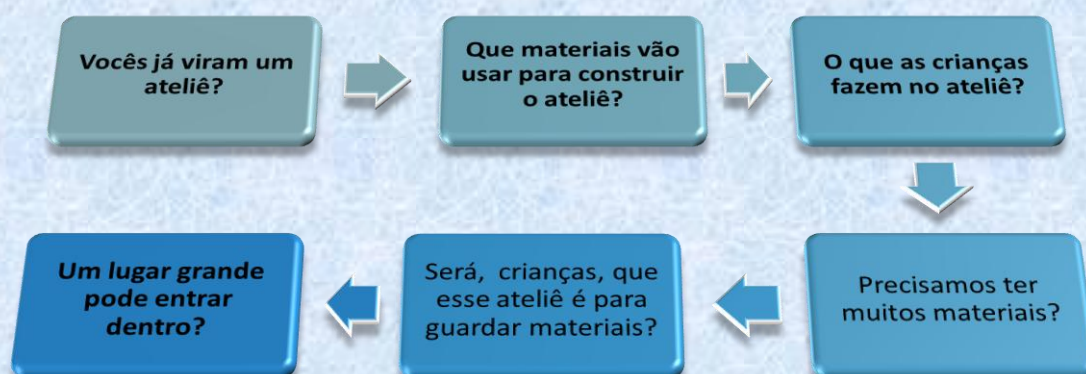 Vocês já viram um
ateliê?
Que materiais vão
usar para construir
o ateliê?
O que as crianças
fazem no ateliê?
Precisamos ter
muitos materiais?
Será, crianças, que
esse ateliê é para
guardar materiais?
Um lugar grande
pode entrar
dentro?